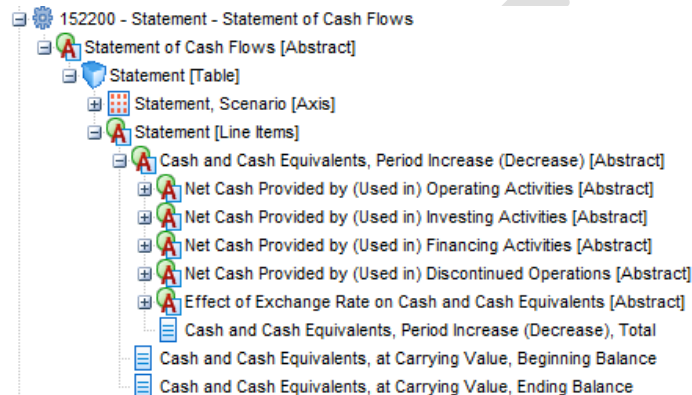 152200 - Statement - Statement of Cash Flows
Statement of Cash Flows [Abstract]
Statement [Table]
Statement, Scenario [Axis]
Statement [Line Items]
Cash and Cash Equivalents, Period Increase (Decrease) [Abstract]
Net Cash Provided by (Used in) Operating Activities [Abstract]
Net Cash Provided by (Used in) Investing Activities [Abstract]
Net Cash Provided by (Used in) Financing Activities [Abstract]
Net Cash Provided by (Used in) Discontinued Operations [Abstract]
Effect of Exchange Rate on Cash and Cash Equivalents [Abstract]
Cash and Cash Equivalents, Period Increase (Decrease), Total
Cash and Cash Equivalents, at Carrying Value, Beginning Balance
Cash and Cash Equivalents, at Carrying Value, Ending Balance